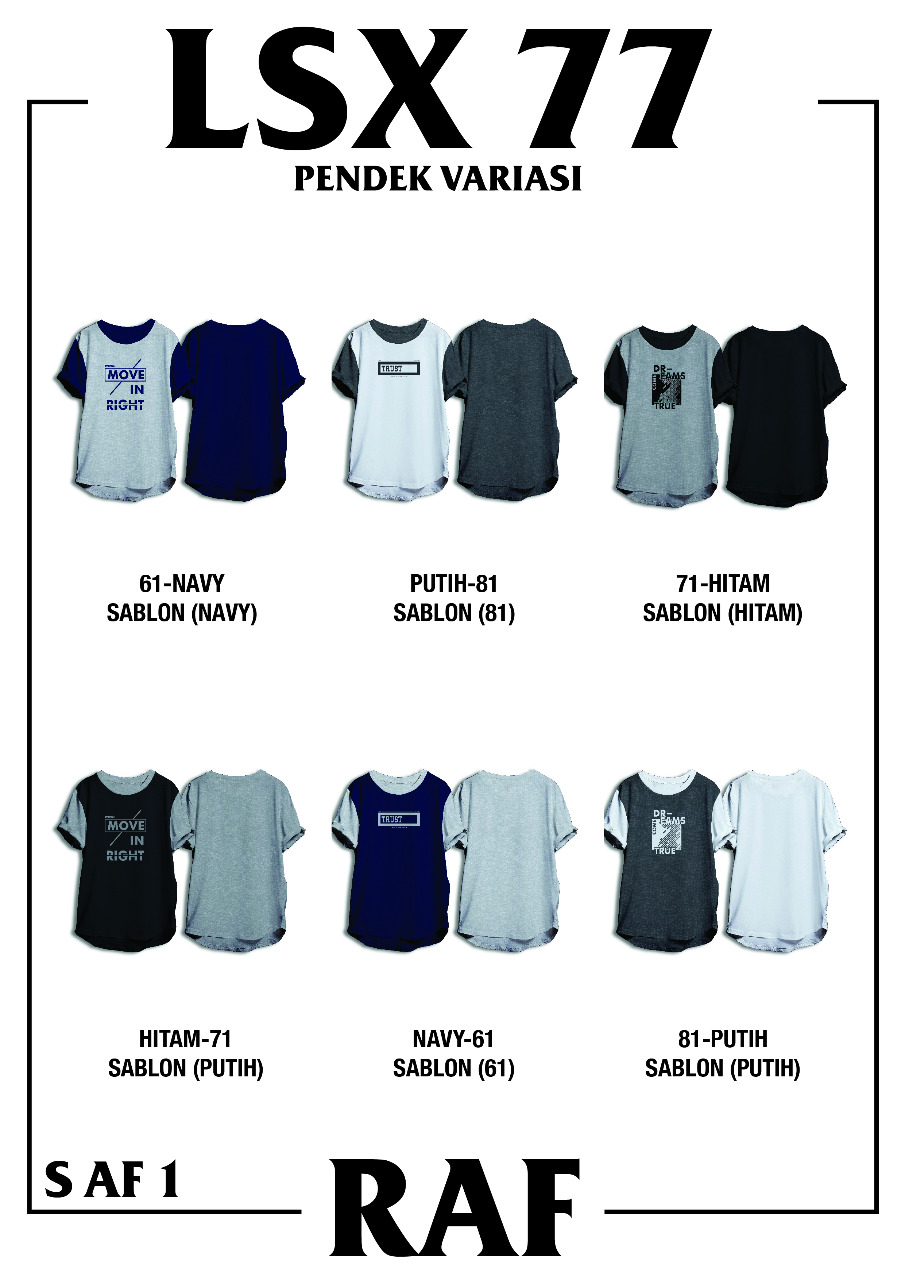 LSX 77
PENDEK VARIASI
MOVE
IN
RIGHT
TRUST
DR-
EAMS
COME
TRUE
61-NAVY
SABLON (NAVY)
PUTIH-81
SABLON (81)
71-HITAM
SABLON (HITAM)
MOVE
IN
RIGHT
TRUST
DR-
EAMS
COME
TRUE
HITAM-71
SABLON (PUTIH)
NAVY-61
SABLON (61)
81-PUTIH
SABLON (PUTIH)
S AF 1
RAF